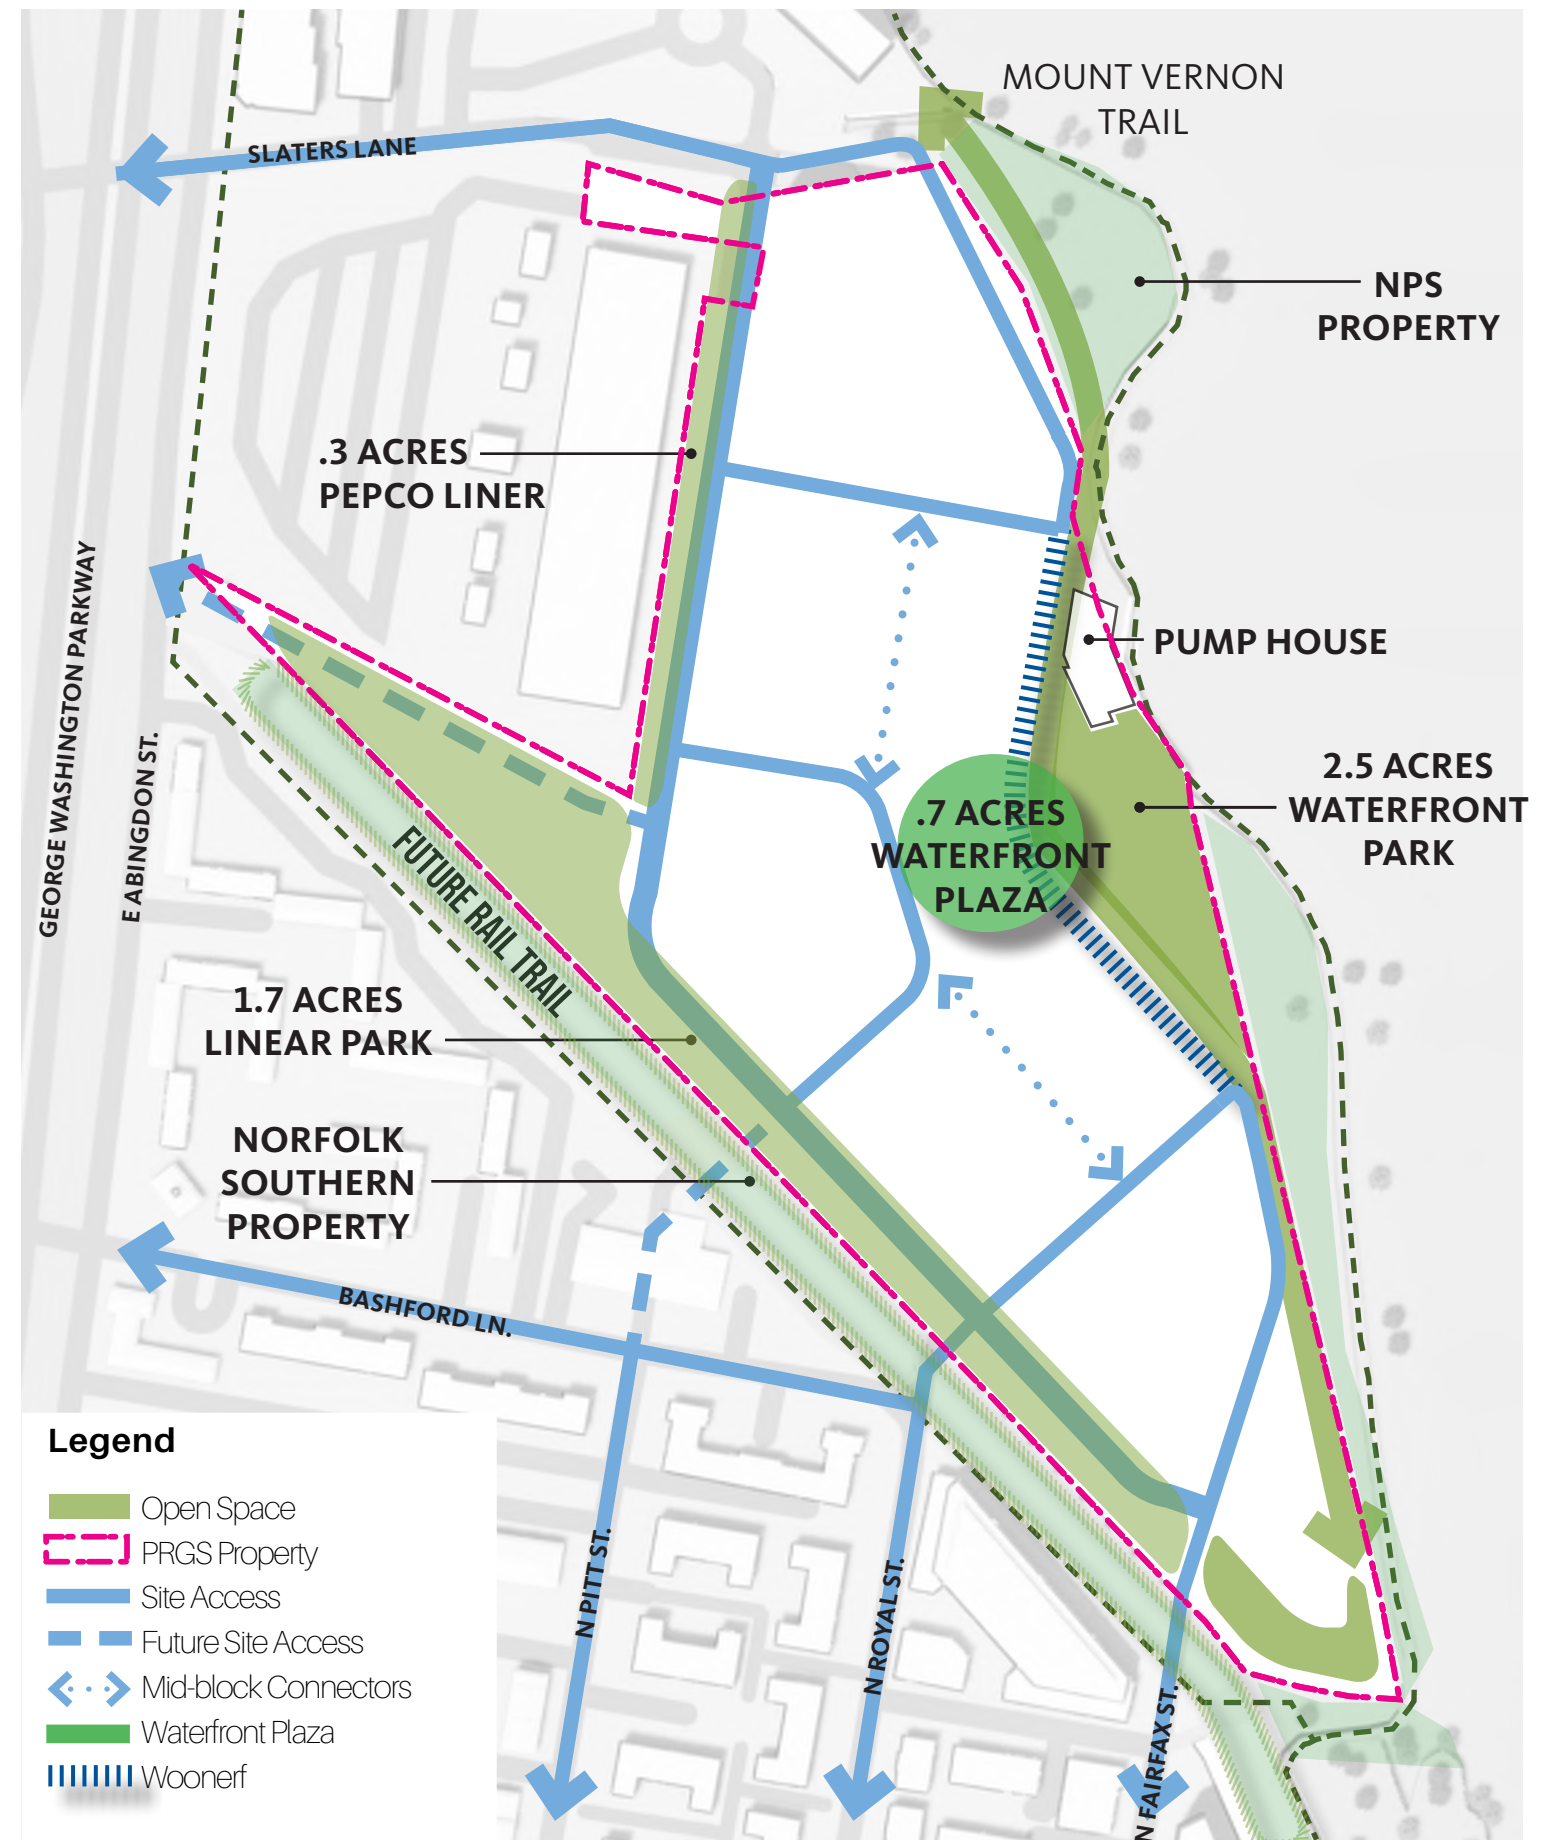 MOUNT VERNON
TRAIL
SLATERS LANE
NPS
PROPERTY
.3 ACRES
PEPCO LINER
GEORGE WASHINGTON PARKWAY
E ABINGDON ST.
PUMP HOUSE
2.5 ACRES
WATERFRONT
PARK
.7 ACRES
WATERFRONT
PLAZA
FUTURE RAIL TRAIL
1.7 ACRES
LINEAR PARK
NORFOLK
SOUTHERN
PROPERTY
BASHFORD LN.
N PITT ST.
N ROYAL ST.
N FAIRFAX ST.
Legend
Open Space
PRGS Property
Site Access
Future Site Access
Mid-block Connectors
Waterfront Plaza
Woonerf